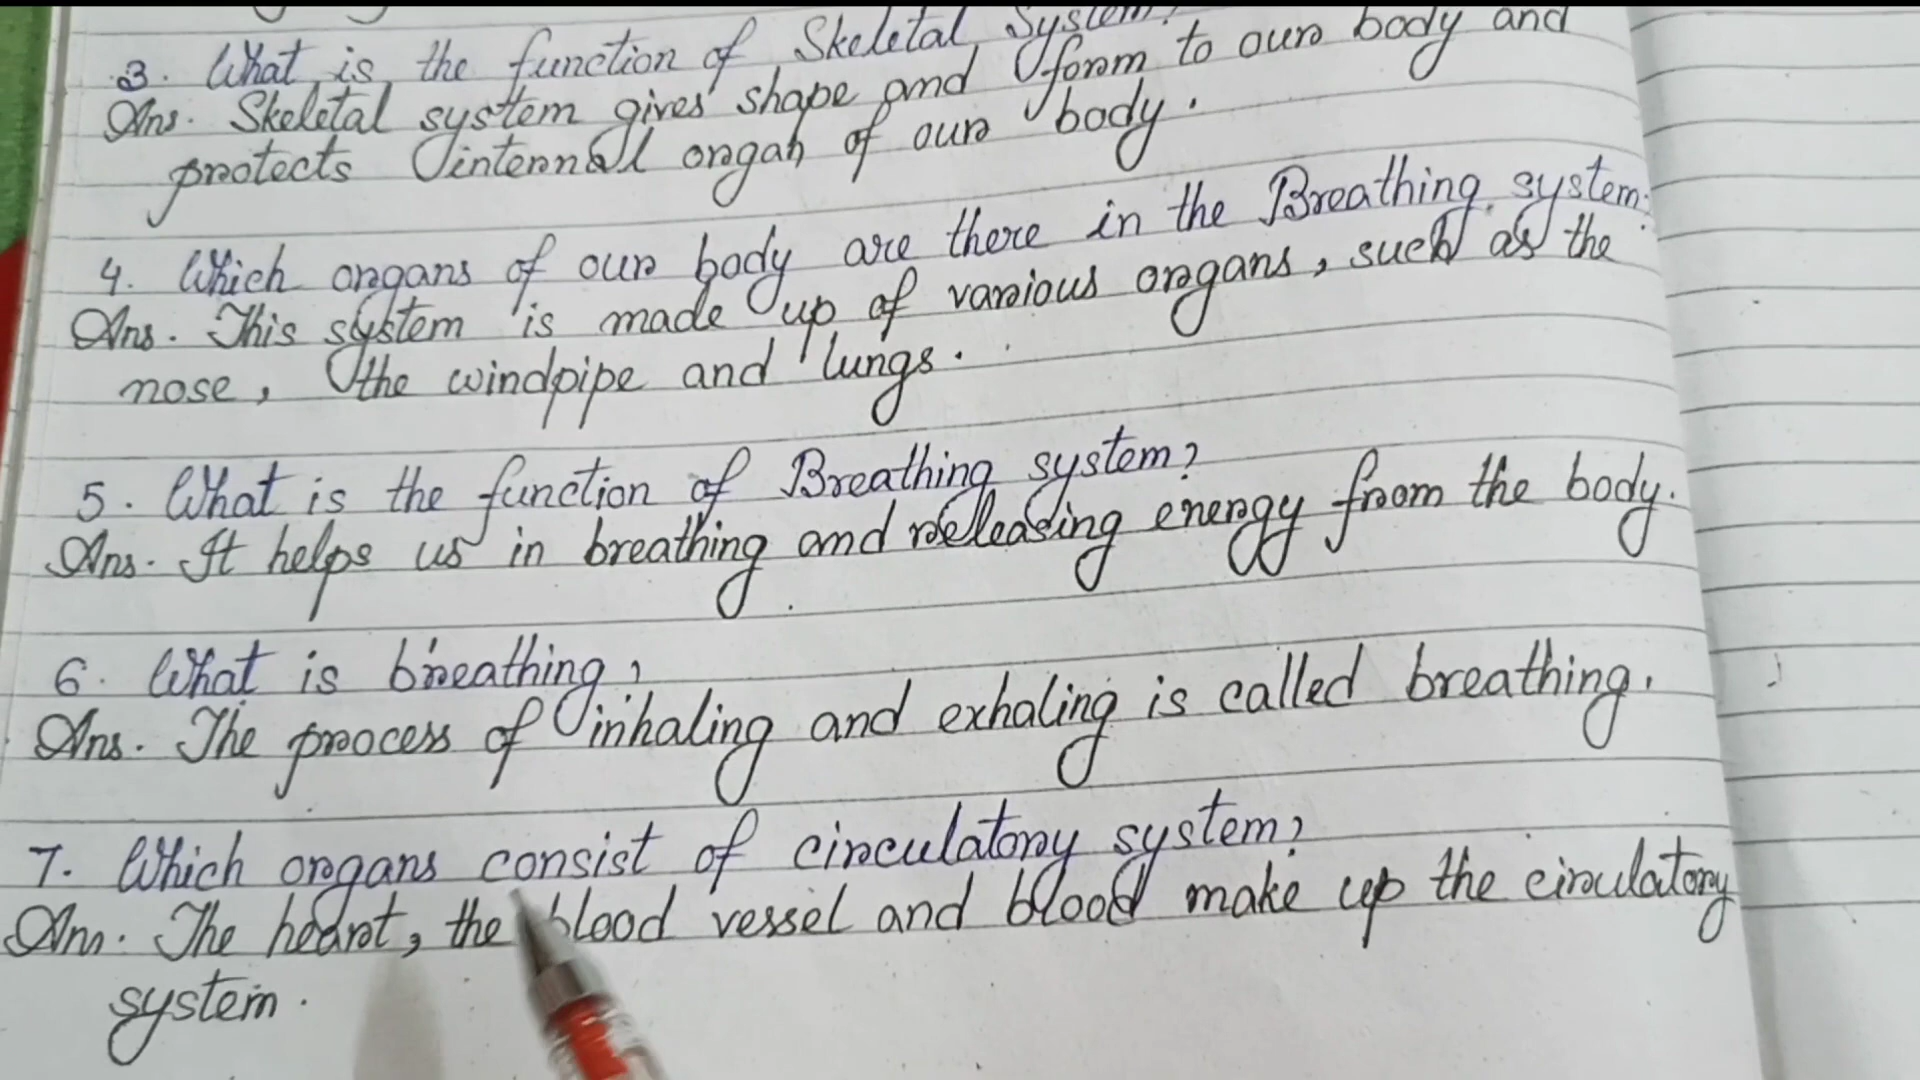 3. What is the function of Skeletal System?
Ans. Skeletal system gives shape and form to our body and
protects internal organ of our body.
4. Which organs of our body are there in the Breathing system.
Ans. This system is made up of various organs, such as the
nose, the windpipe and lungs.
5. What is the function of Breathing system?
Ans. It helps us in breathing and releasing energy from the body.
6. What is breathing?
Ans. The process of inhaling and exhaling is called breathing.
7. Which organs consist of circulatory system?
Ans. The heart, the blood vessel and blood make up the circulatory
system.